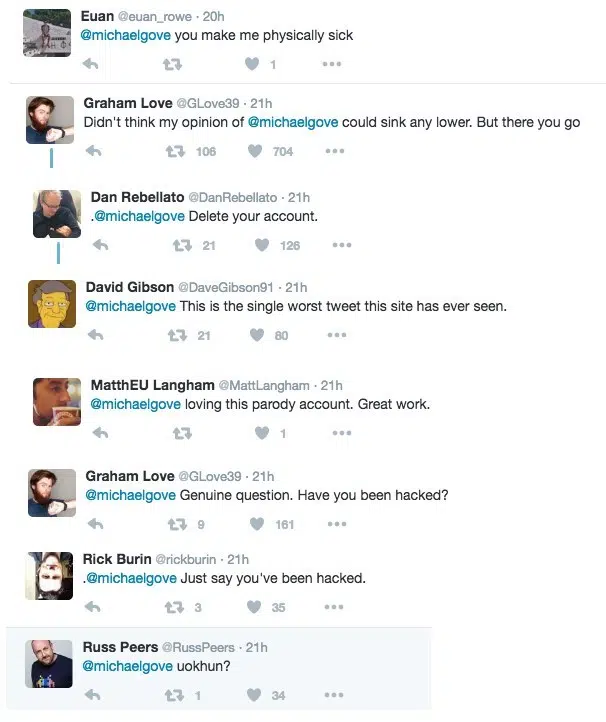 Euan @euan_rowe · 20h
@michaelgove you make me physically sick
1
Graham Love @GLove39 · 21h
Didn't think my opinion of @michaelgove could sink any lower. But there you go
106 704
Dan Rebellato @DanRebellato · 21h
.@michaelgove Delete your account.
21 126
David Gibson @DaveGibson91 · 21h
@michaelgove This is the single worst tweet this site has ever seen.
21 80
MatthEU Langham @MattLangham · 21h
@michaelgove loving this parody account. Great work.
1
Graham Love @GLove39 · 21h
@michaelgove Genuine question. Have you been hacked?
9 161
Rick Burin @rickburin · 21h
.@michaelgove Just say you've been hacked.
3 35
Russ Peers @RussPeers · 21h
@michaelgove uokhun?
1 34